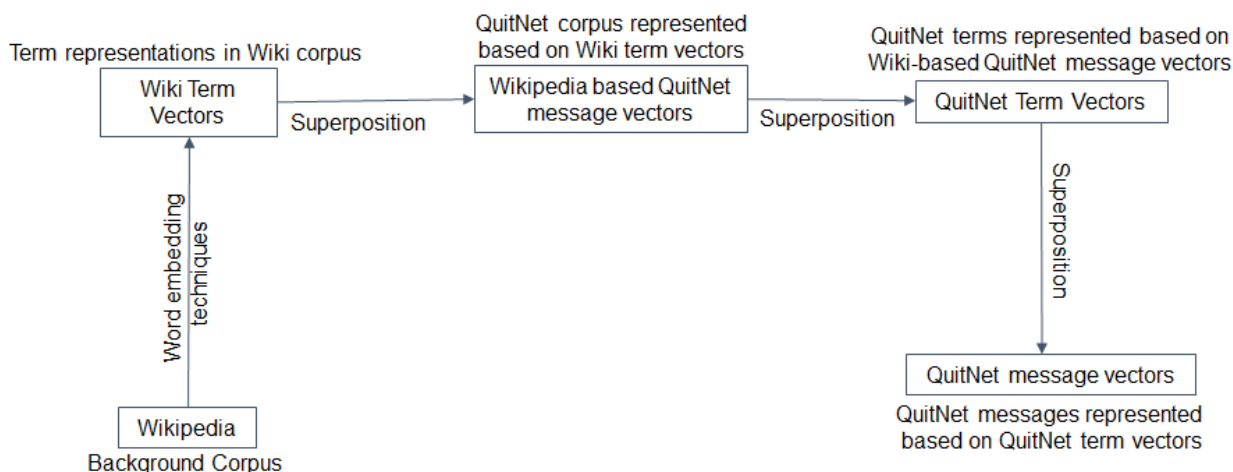 Term representations in Wiki corpus
Wiki Term
Vectors
Superposition
QuitNet corpus represented
based on Wiki term vectors
Wikipedia based QuitNet
message vectors
Superposition
QuitNet terms represented based on
Wiki-based QuitNet message vectors
QuitNet Term Vectors
Superposition
Word embedding
techniques
Wikipedia
Background Corpus
QuitNet message vectors
QuitNet messages represented
based on QuitNet term vectors